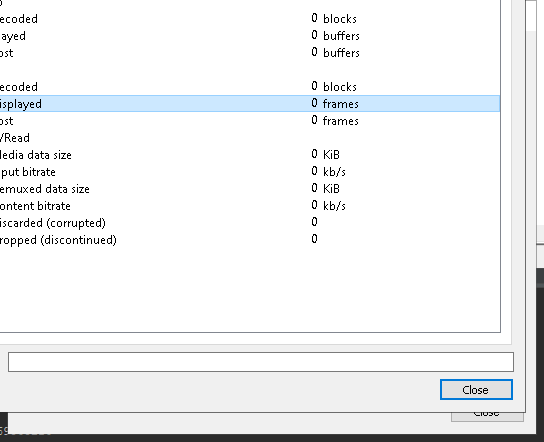 ecoded 0 blocks
ayed 0 buffers
ost 0 buffers
ecoded 0 blocks
isplayed 0 frames
ost 0 frames
/Read
ledia data size 0 KiB
put bitrate 0 kb/s
emuxed data size 0 KiB
ontent bitrate 0 kb/s
iscarded (corrupted) 0
ropped (discontinued) 0
Close
Close